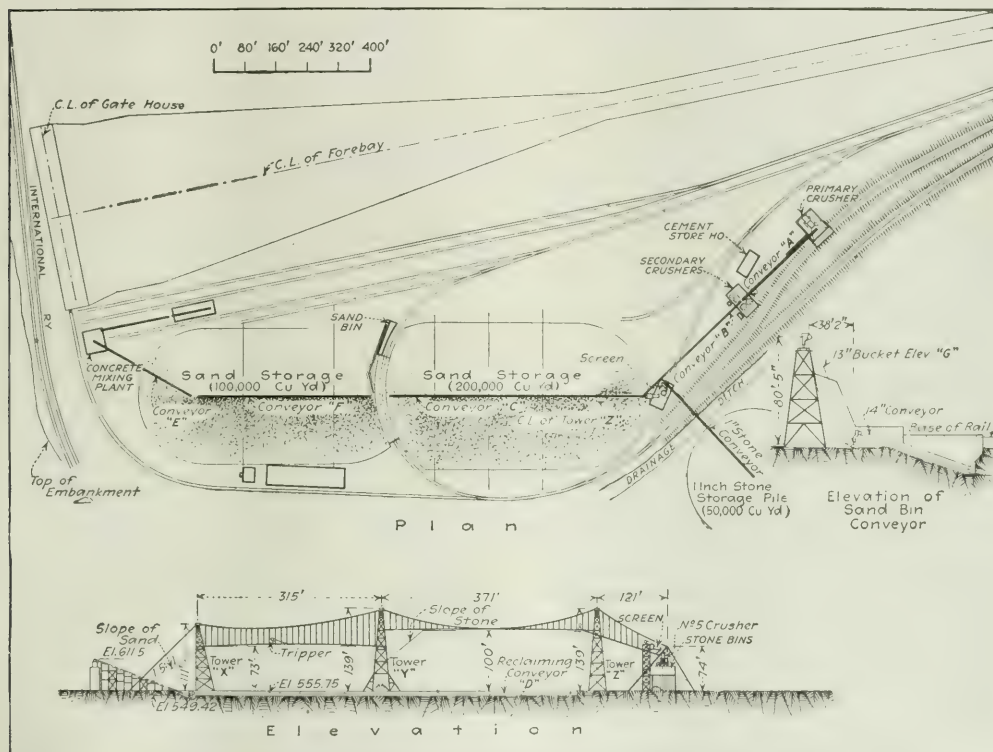 0' 80' 160' 240' 320' 400'
C.L. of Gate House
C.L. of Forebay
INTERNATIONAL
RY
PRIMARY
CRUSHER
CEMENT
STORE HO.
Conveyor "A"
SECONDARY
CRUSHERS
Conveyor "B"
SAND
BIN
Screen
CONCRETE
MIXING
PLANT
Sand Storage
(100,000 Cu Yd)
Sand Storage
(200,000 Cu Yd)
Conveyor
"E"
Conveyor "F"
Conveyor "C"
C.L. of Tower "Z"
DITCH
DRAINAGE
1" Stone
Conveyor
1 Inch Stone
Storage Pile
(50,000 Cu Yd)
Top of
Embankment
Plan
38'2"
13" Bucket Elev "G"
80'5"
14" Conveyor
Base of Rail
Elevation of
Sand Bin
Conveyor
315' 371' 121'
Slope of
Stone
SCREEN
No5 Crusher
STONE BINS
Slope of
Sand
El. 611.5
Tripper
Tower
"X"
Tower
"Y"
Tower
"Z"
111'
73'
139'
100'
74'
Reclaiming
Conveyor
"D"
El 555.75
El 549.42
Elevation